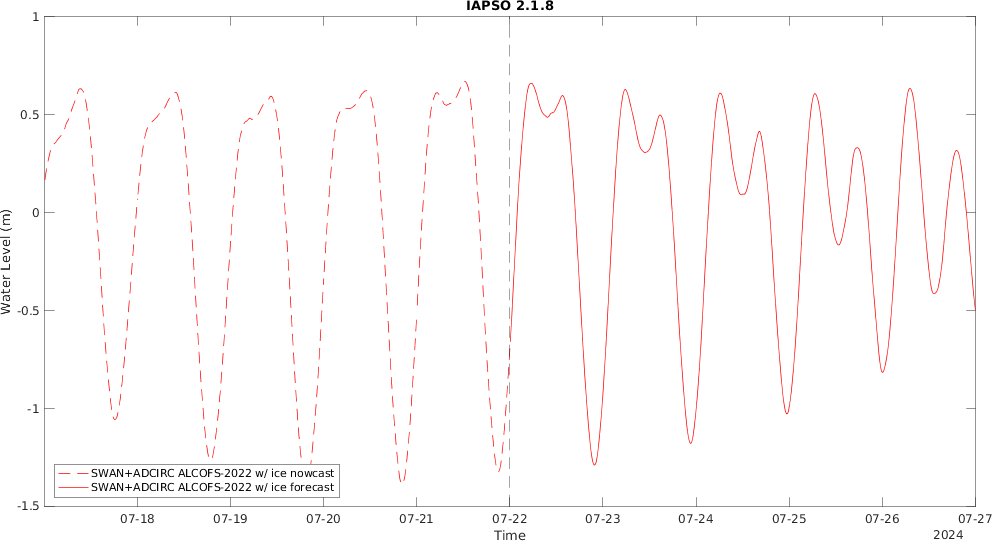 IAPSO 2.1.8
Water Level (m)
1
0.5
0
-0.5
-1
-1.5
SWAN+ADCIRC ALCOFS-2022 w/ ice nowcast
SWAN+ADCIRC ALCOFS-2022 w/ ice forecast
07-18 07-19 07-20 07-21 07-22 07-23 07-24 07-25 07-26 07-27
Time
2024